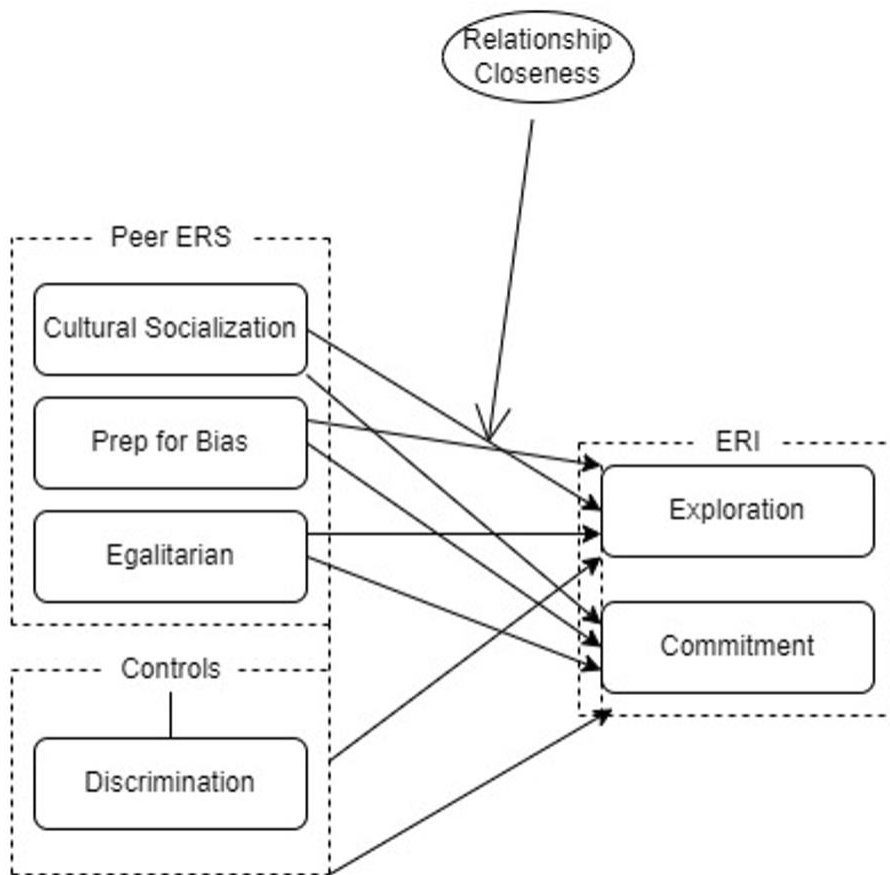 Relationship
Closeness
Peer ERS
Cultural Socialization
Prep for Bias
Egalitarian
ERI
Exploration
Commitment
Controls
Discrimination